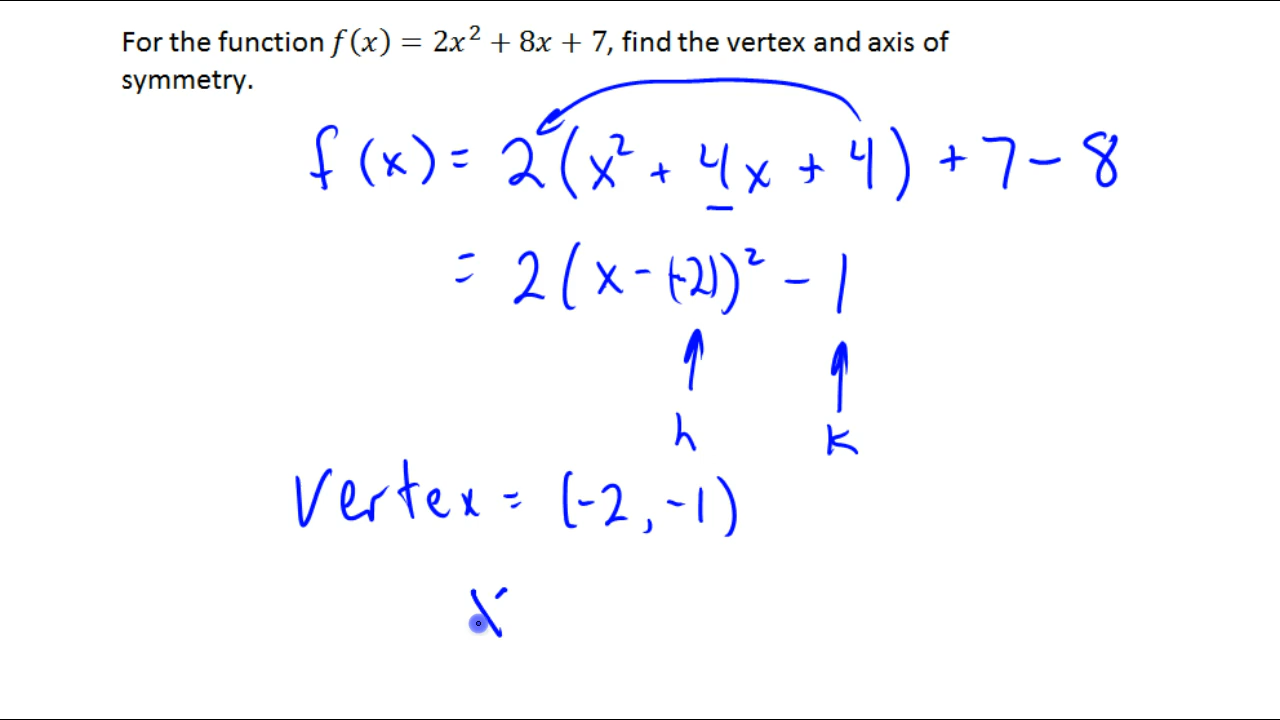 For the function f(x) = 2x² + 8x + 7, find the vertex and axis of
symmetry.
f(x) = 2(x² + 4x + 4) + 7 - 8
= 2(x - (-2))² - 1
h k
Vertex = (-2, -1)
x